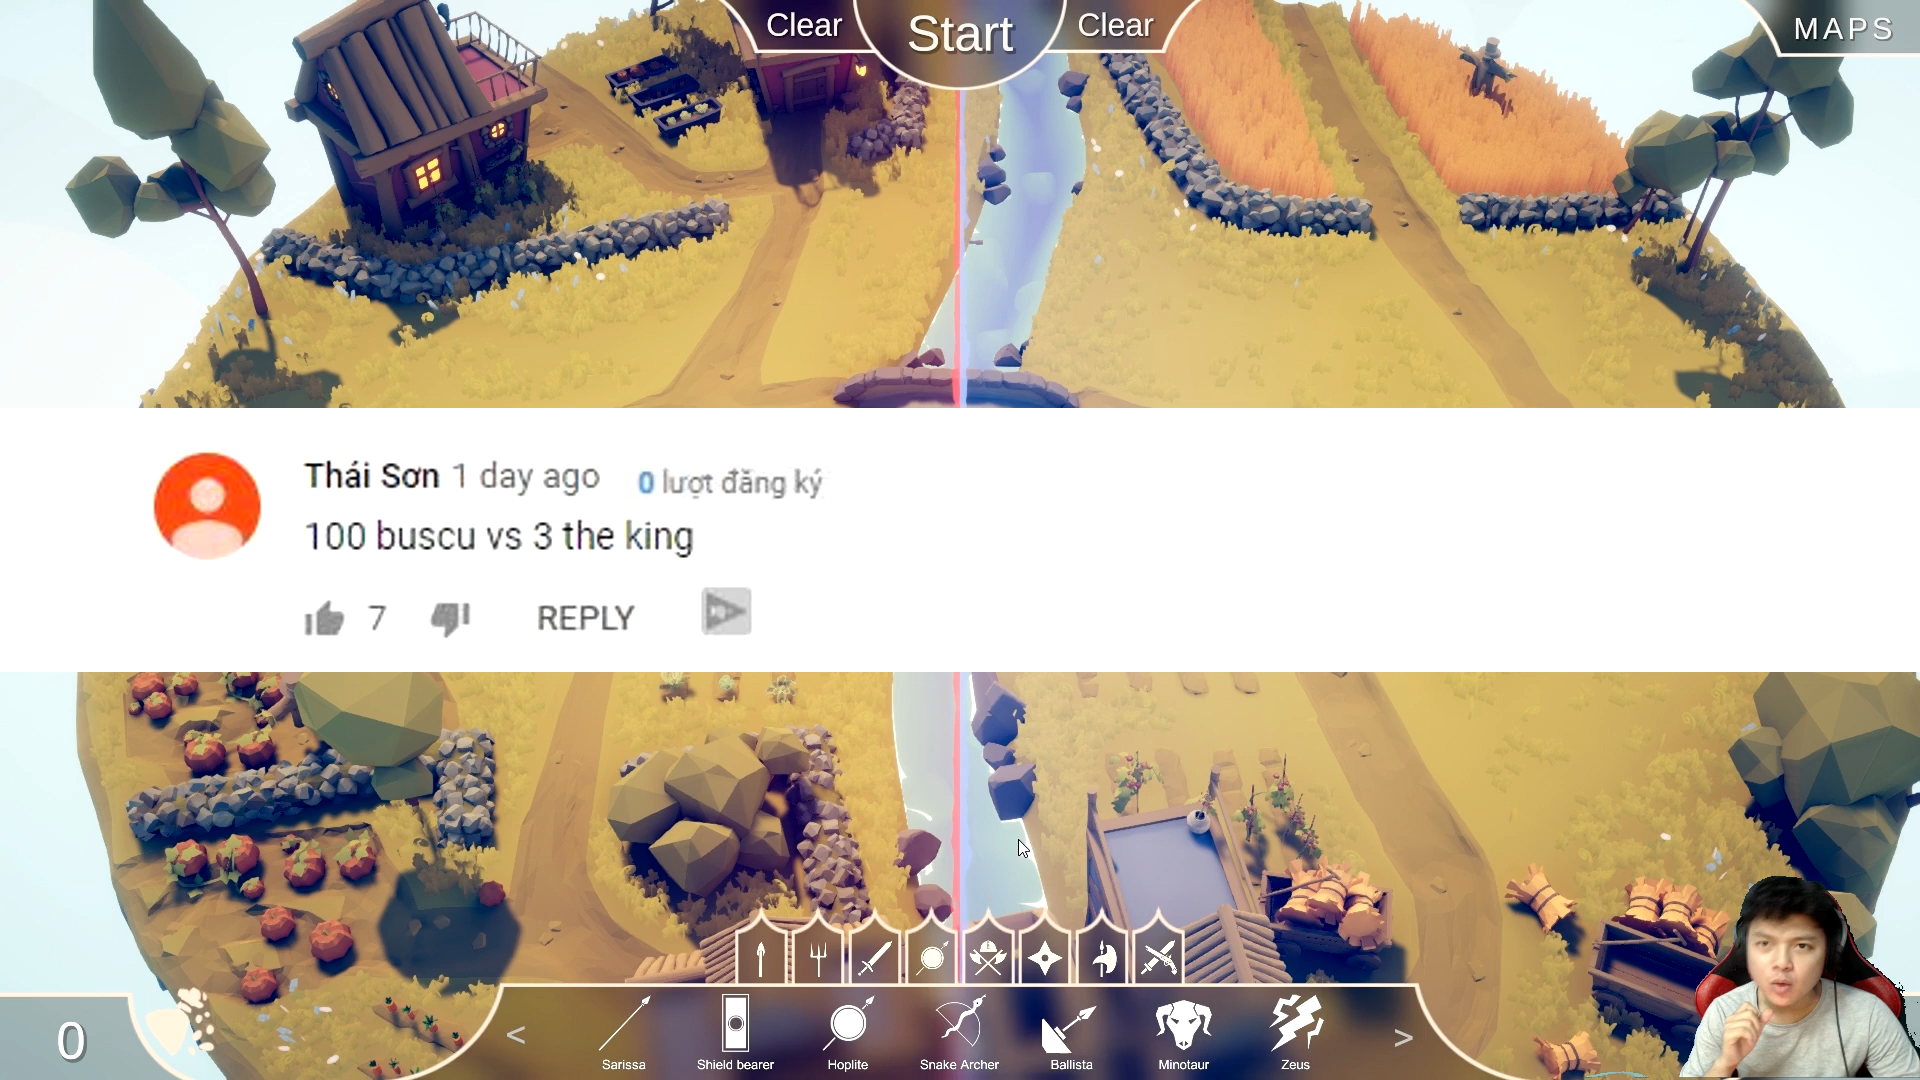 Clear Start Clear MAPS
Thái Sơn 1 day ago 0 lượt đăng ký
100 buscu vs 3 the king
7 REPLY
0 < Sarissa Shield bearer Hoplite Snake Archer Ballista Minotaur Zeus >